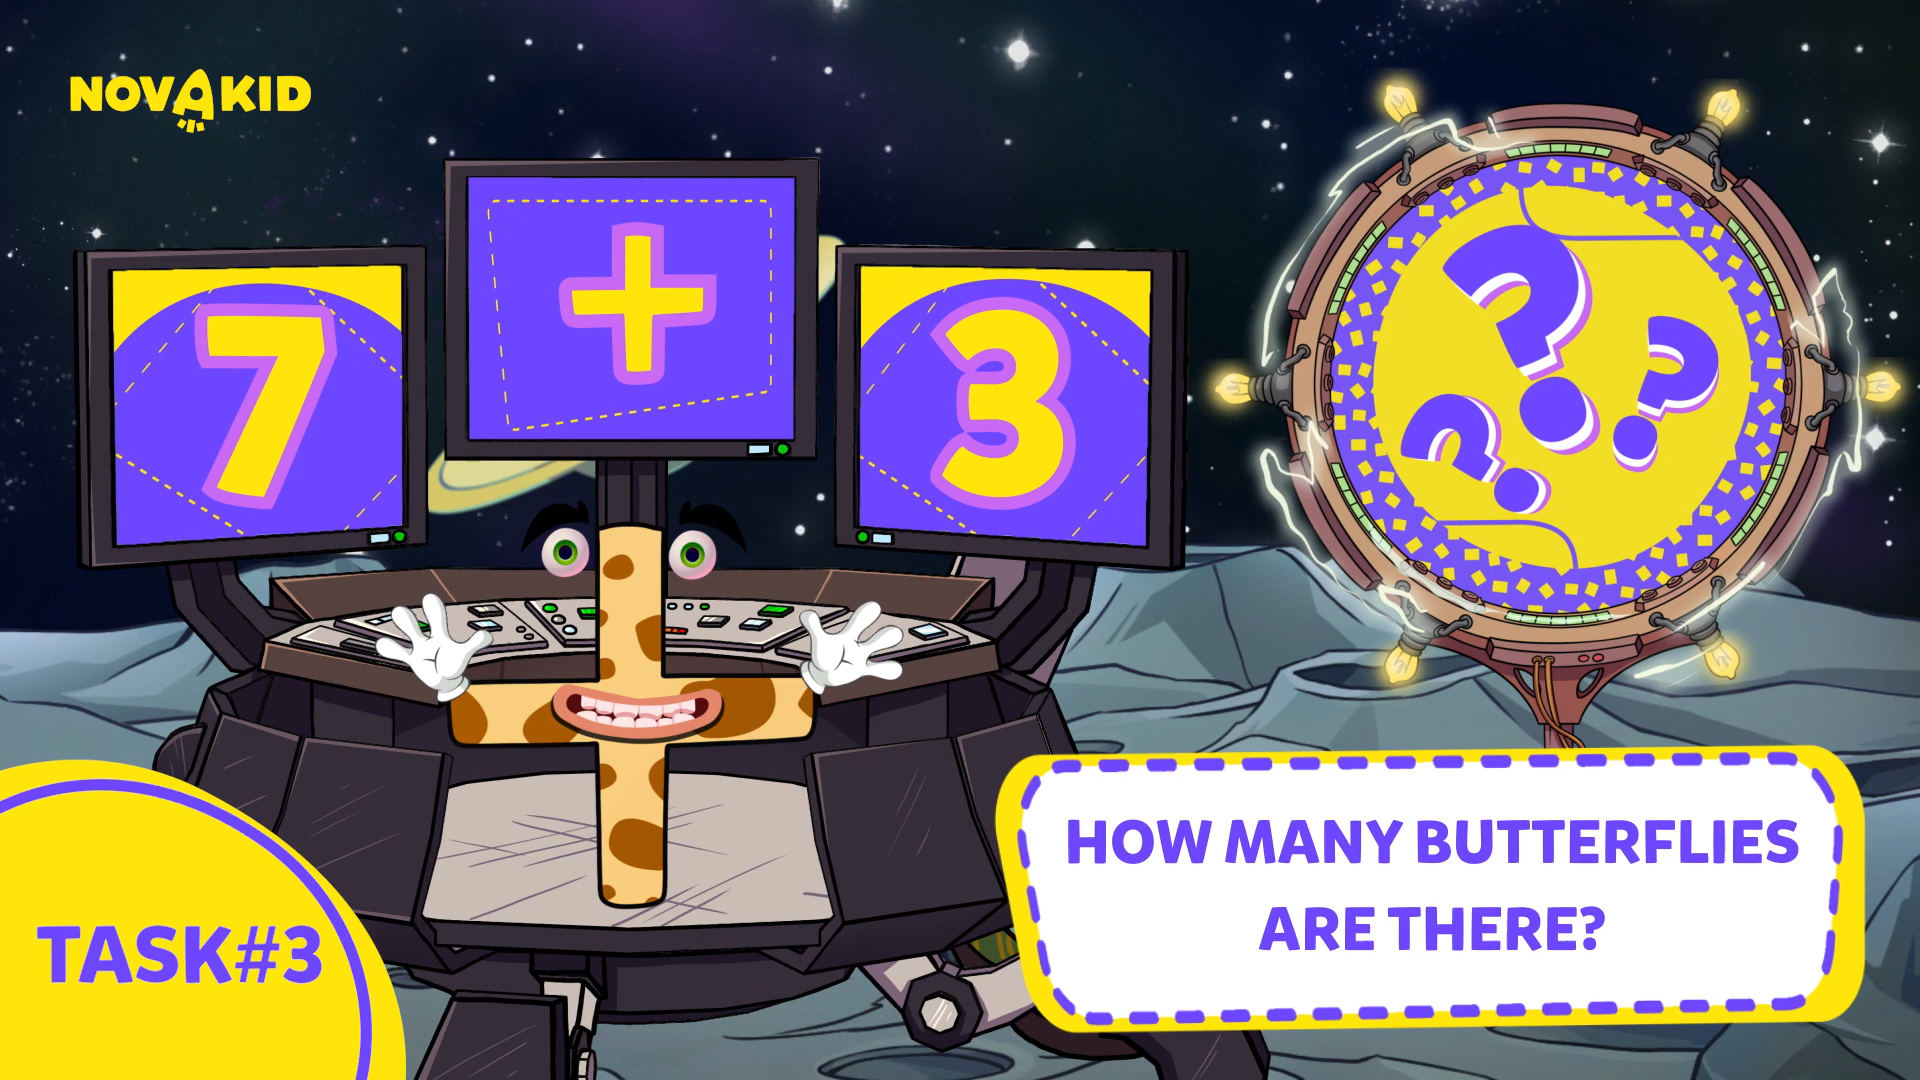 NOVAKID
7 + 3
? ? ?
HOW MANY BUTTERFLIES
ARE THERE?
TASK#3